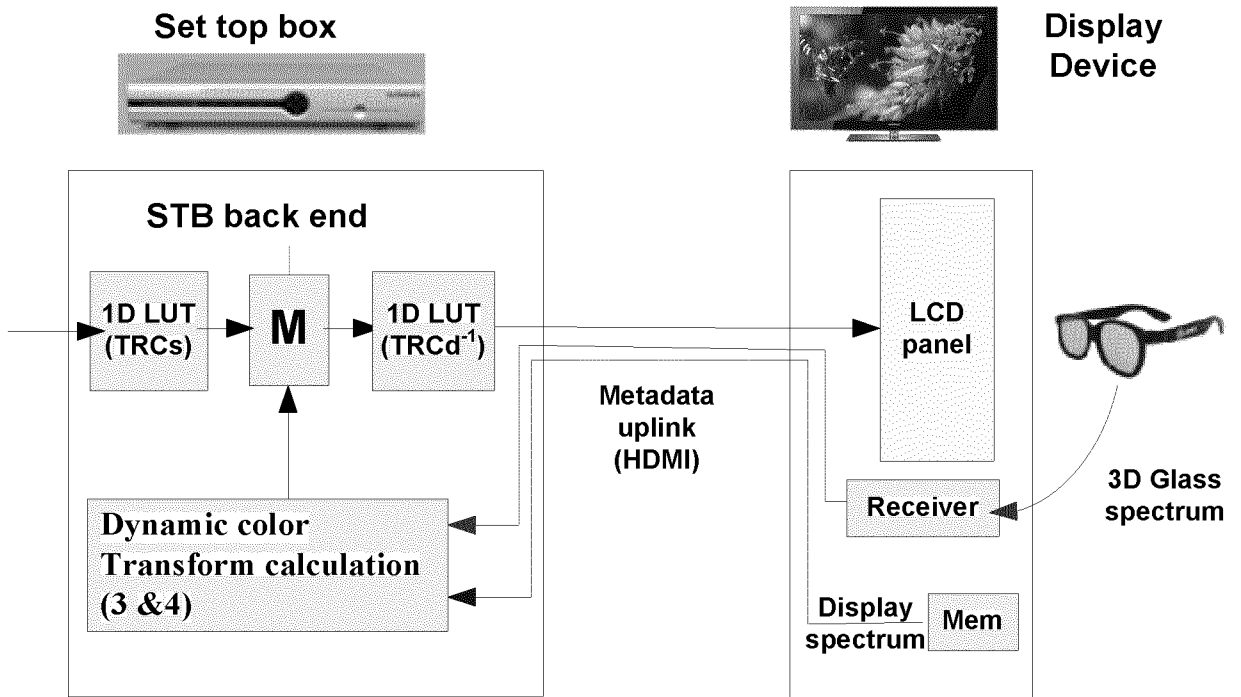 Set top box
Display
Device
STB back end
1D LUT
(TRCs)
M
1D LUT
(TRCd-1)
LCD
panel
Metadata
uplink
(HDMI)
3D Glass
spectrum
Receiver
Dynamic color
Transform calculation
(3 &4)
Display
spectrum
Mem